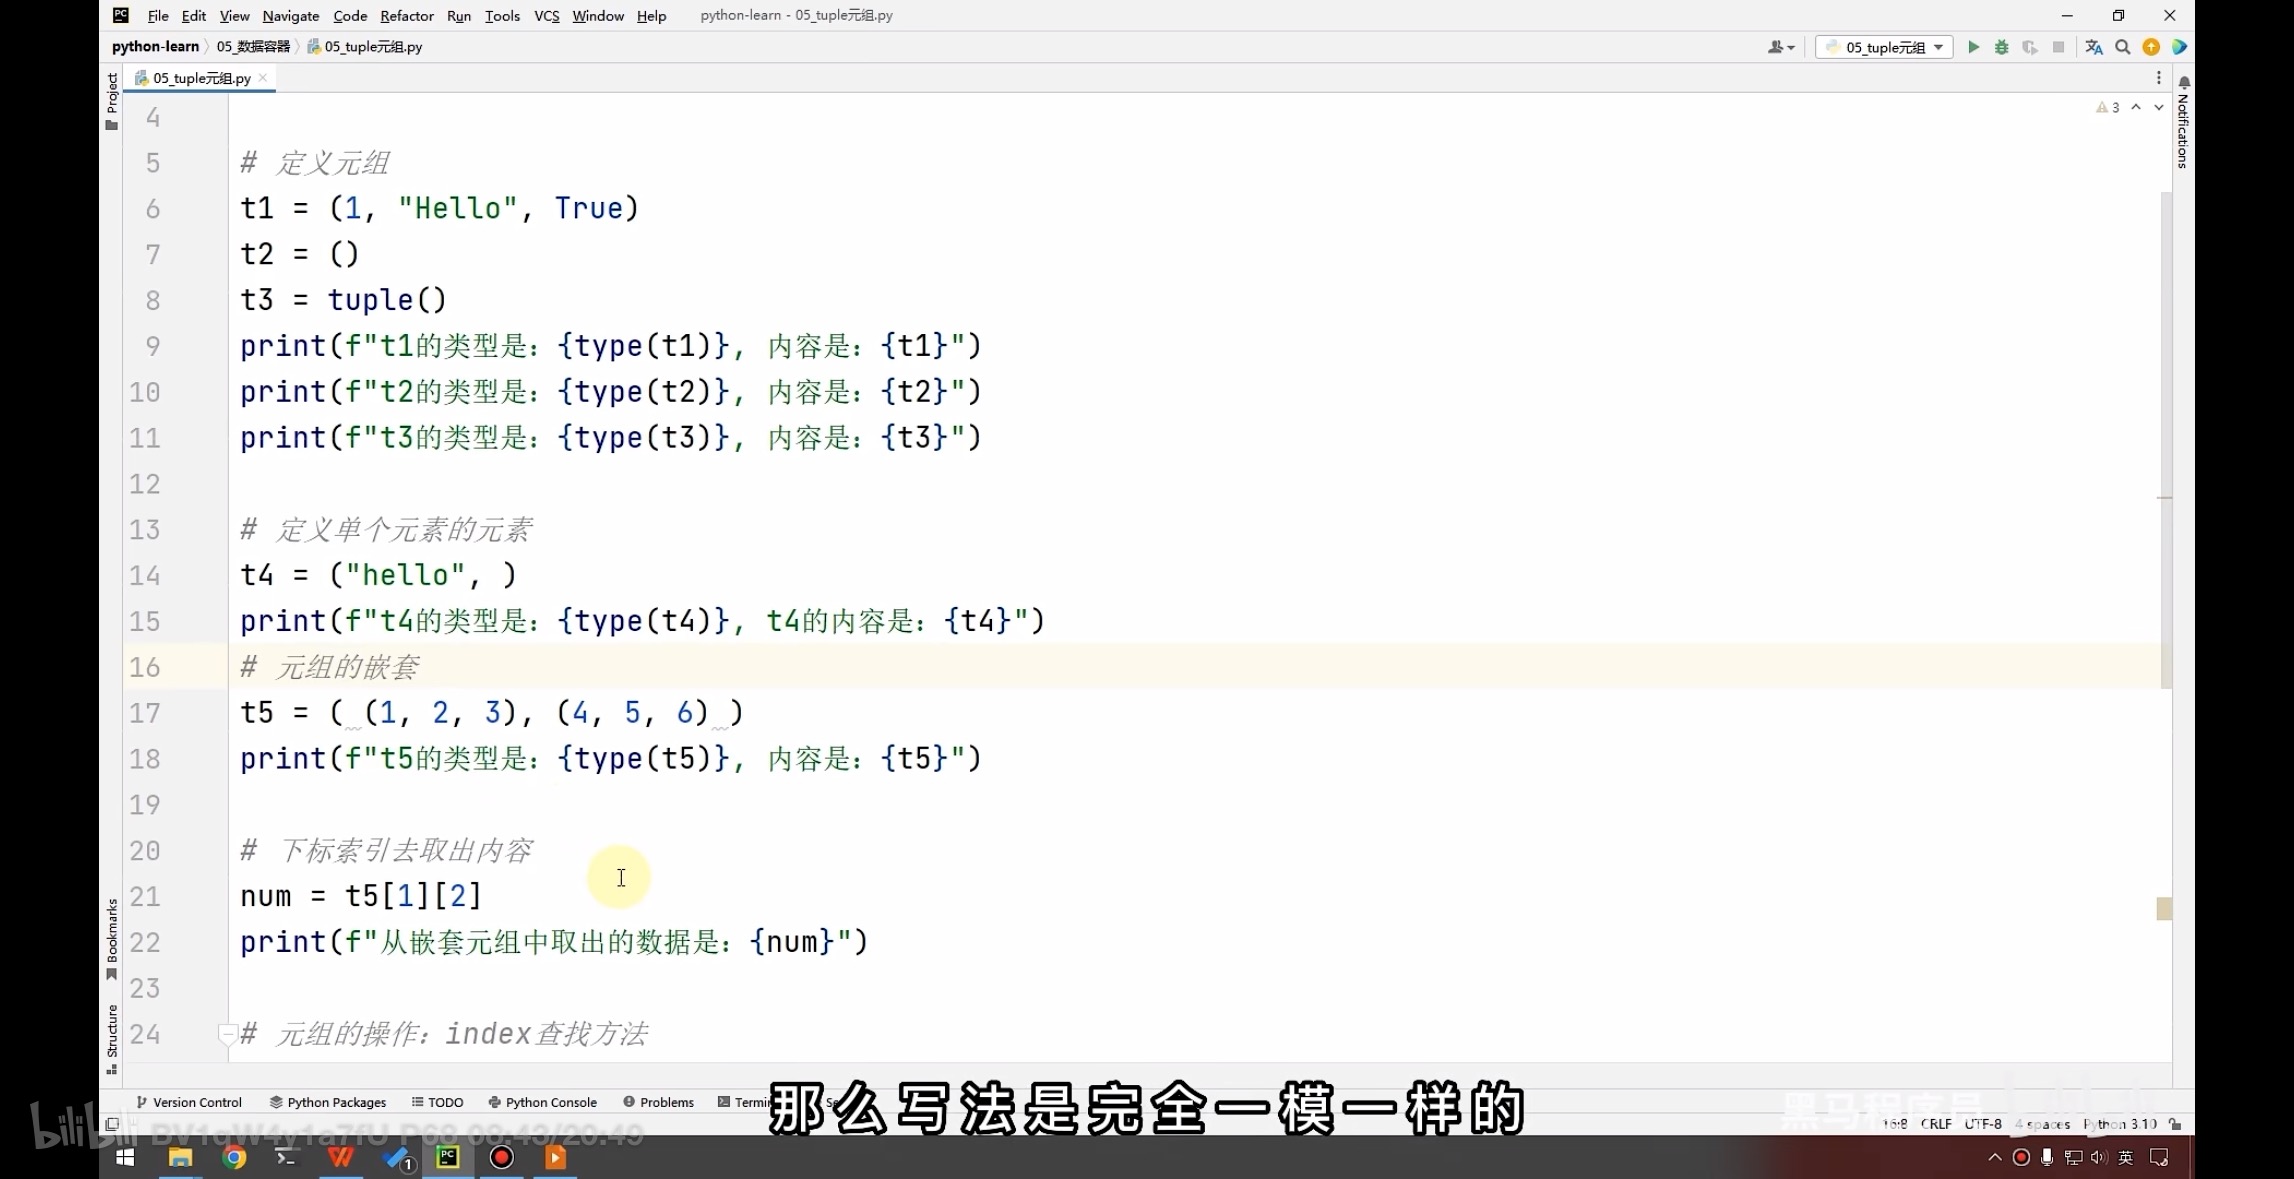 File Edit View Navigate Code Refactor Run Tools VCS Window Help python-learn - 05_tuple元组.py
python-learn 05_数据容器 05_tuple元组.py 05_tuple元组
05_tuple元组.py
Project
3
Notifications
4
5 # 定义元组
6 t1 = (1, "Hello", True)
7 t2 = ()
8 t3 = tuple()
9 print(f"t1的类型是：{type(t1)}, 内容是：{t1}")
10 print(f"t2的类型是：{type(t2)}, 内容是：{t2}")
11 print(f"t3的类型是：{type(t3)}, 内容是：{t3}")
12
13 # 定义单个元素的元素
14 t4 = ("hello", )
15 print(f"t4的类型是：{type(t4)}, t4的内容是：{t4}")
16 # 元组的嵌套
17 t5 = ( (1, 2, 3), (4, 5, 6) )
18 print(f"t5的类型是：{type(t5)}, 内容是：{t5}")
19
20 # 下标索引去取出内容
21 num = t5[1][2]
22 print(f"从嵌套元组中取出的数据是：{num}")
23
24 # 元组的操作：index查找方法
Bookmarks
Structure
Version Control Python Packages TODO Python Console Problems
那么写法是完全一模一样的
bilibili BV1qW4y1a7fU P68 08:43/20:49
黑马程序员
16:8 CRLF UTF-8 4 spaces Python 3.10
1
英